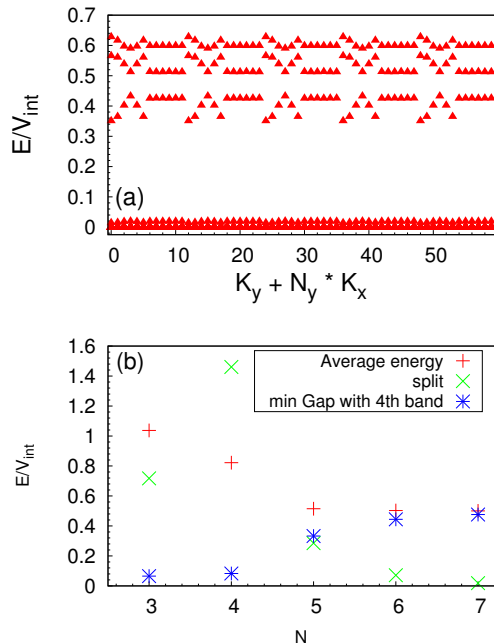 0.7
0.6
0.5
0.4
0.3
0.2
0.1
0
E/V_int
(a)
0 10 20 30 40 50
K_y + N_y * K_x
1.6
1.4
1.2
1
0.8
0.6
0.4
0.2
0
E/V_int
(b)
Average energy
split
min Gap with 4th band
3 4 5 6 7
N